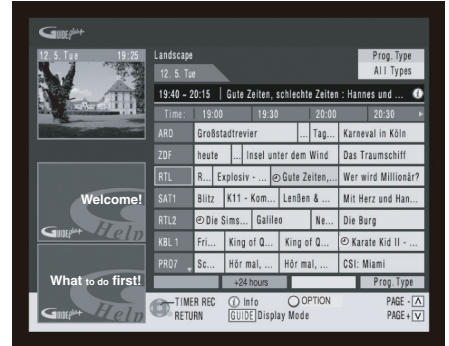 GUIDE Plus+
12. 5. Tue 19:25
Landscape
Prog. Type
12. 5. Tue
All Types
19:40 ~ 20:15 Gute Zeiten, schlechte Zeiten : Hannes und ... i
Time: 19:00 19:30 20:00 20:30
ARD Großstadtrevier ... Tag... Karneval in Köln
ZDF heute ... Insel unter dem Wind Das Traumschiff
RTL R... Explosiv - ... Gute Zeiten,... Wer wird Millionär?
SAT1 Blitz K11 - Kom... Lenßen & ... Mit Herz und Han...
RTL2 Die Sims... Galileo Ne... Die Burg
KBL 1 Fri... King of Q... King of Q... Karate Kid II - ...
PRO7 Sc... Hör mal, ... Hör mal, ... CSI: Miami
+24 hours Prog. Type
Welcome!
GUIDE Plus+ Help
What to do first!
GUIDE Plus+ Help
TIMER REC i Info OPTION PAGE - Λ
RETURN GUIDE Display Mode PAGE + V